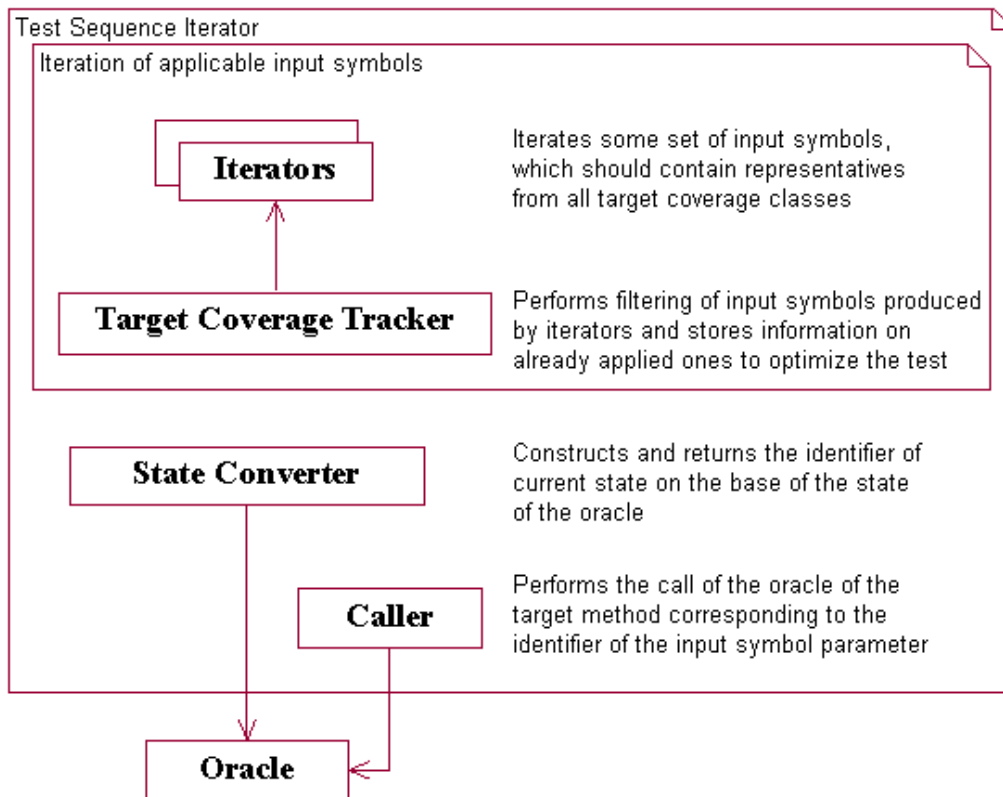 Test Sequence Iterator
Iteration of applicable input symbols
Iterators
Iterates some set of input symbols,
which should contain representatives
from all target coverage classes
Target Coverage Tracker
Performs filtering of input symbols produced
by iterators and stores information on
already applied ones to optimize the test
State Converter
Constructs and returns the identifier of
current state on the base of the state
of the oracle
Caller
Performs the call of the oracle of the
target method corresponding to the
identifier of the input symbol parameter
Oracle